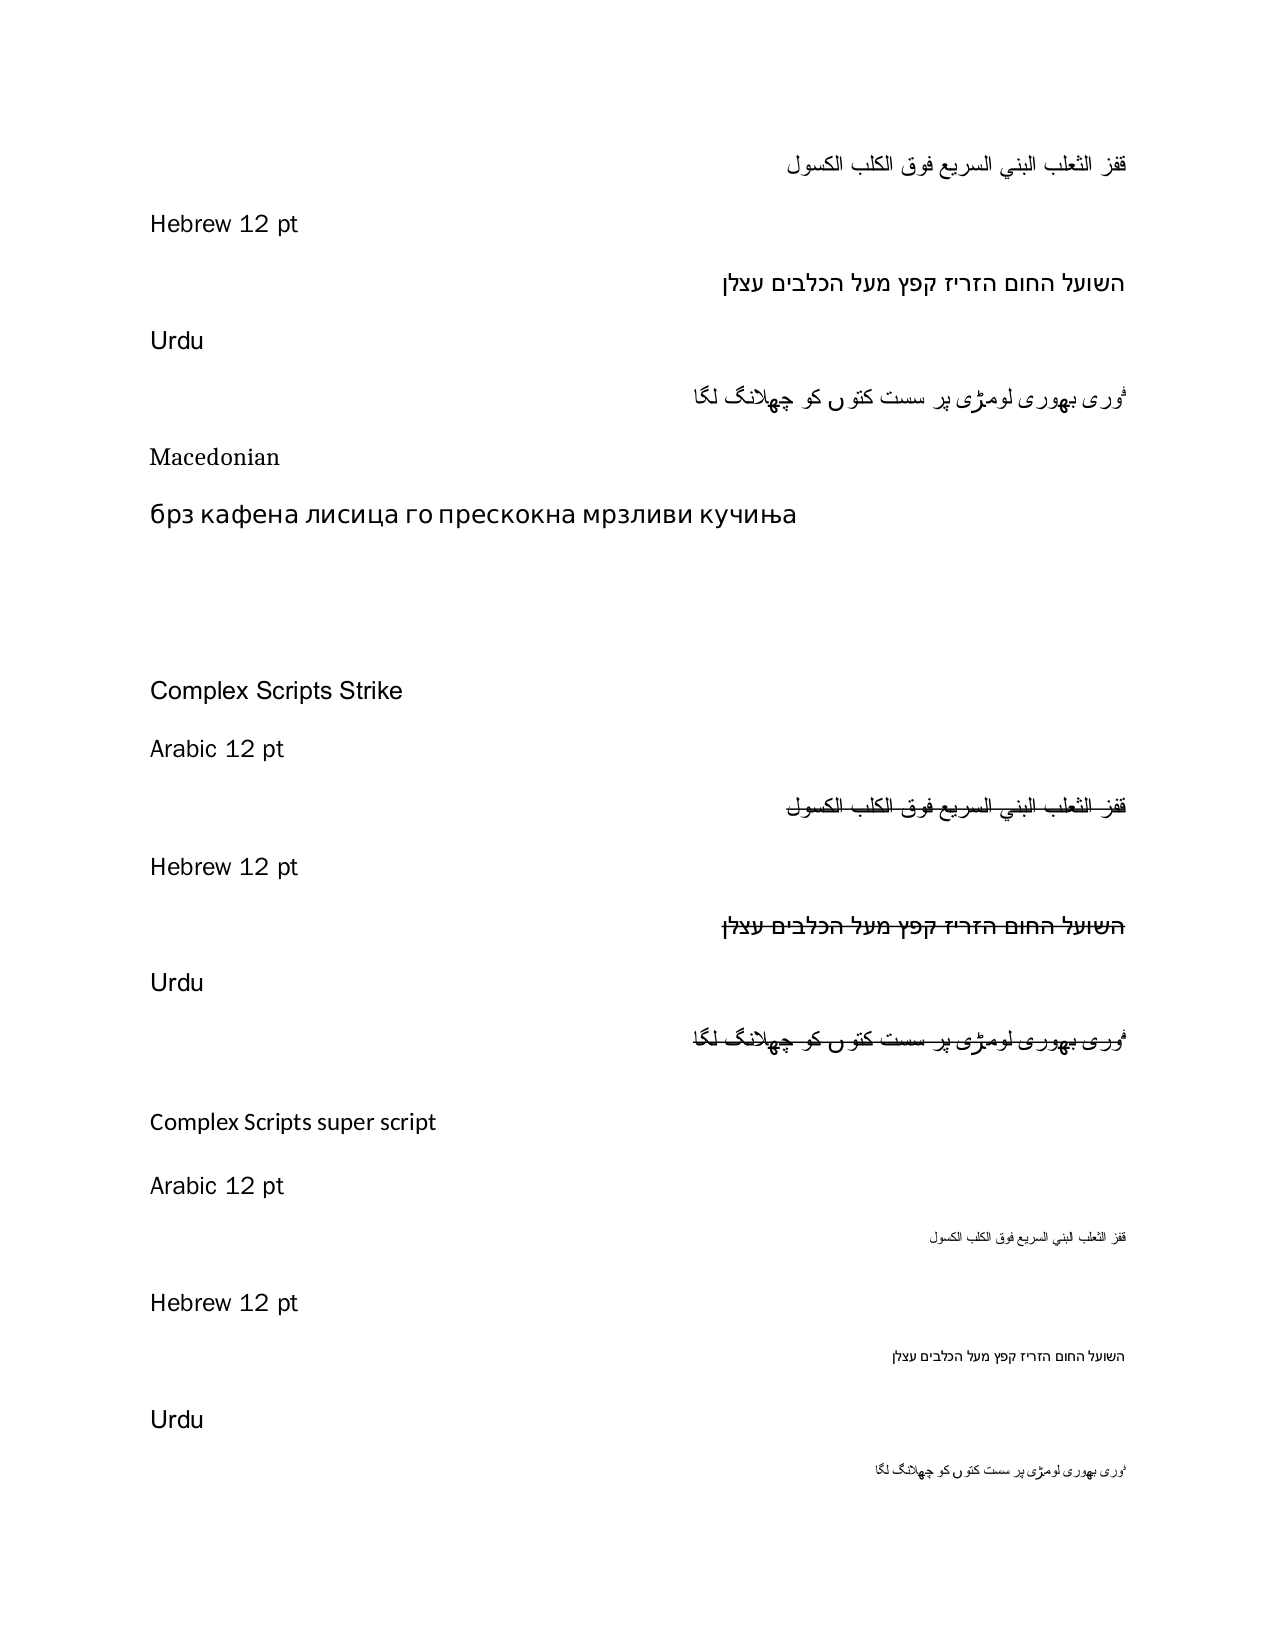 قفز الثعلب البني السريع فوق الكلب الكسول
Hebrew 12 pt
השועל החום הזריז קפץ מעל הכלבים עצלן
Urdu
فوری بھوری لومڑی پر سست کتوں کو چھلانگ لگا
Macedonian
брз кафена лисица го прескокна мрзливи кучиња
Complex Scripts Strike
Arabic 12 pt
قفز الثعلب البني السريع فوق الكلب الكسول
Hebrew 12 pt
השועל החום הזריז קפץ מעל הכלבים עצלן
Urdu
فوری بھوری لومڑی پر سست کتوں کو چھلانگ لگا
Complex Scripts super script
Arabic 12 pt
قفز الثعلب البني السريع فوق الكلب الكسول
Hebrew 12 pt
השועל החום הזריז קפץ מעל הכלבים עצלן
Urdu
فوری بھوری لومڑی پر سست کتوں کو چھلانگ لگا